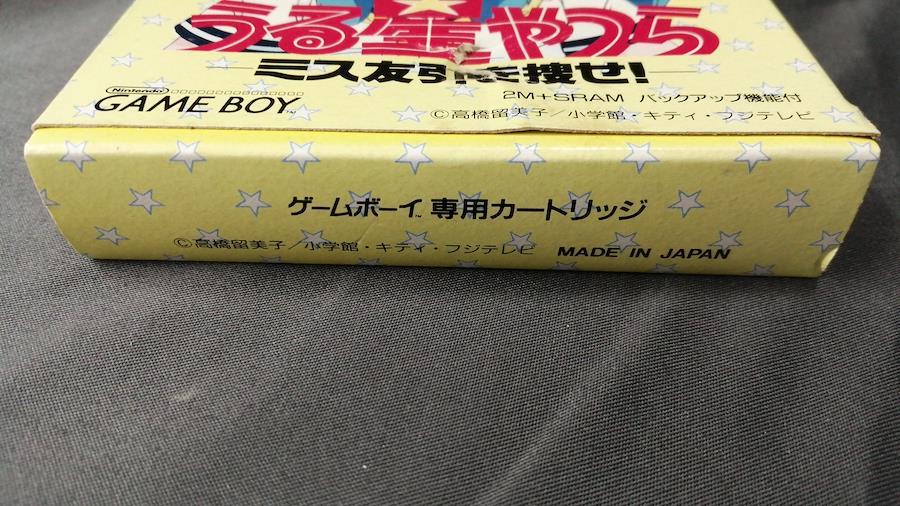 うる星やつら
ミス友引を捜せ!
Nintendo
GAME BOY™
2M+SRAM バックアップ機能付
©高橋留美子/小学館・キティ・フジテレビ
ゲームボーイ™専用カートリッジ
©高橋留美子/小学館・キティ・フジテレビ MADE IN JAPAN